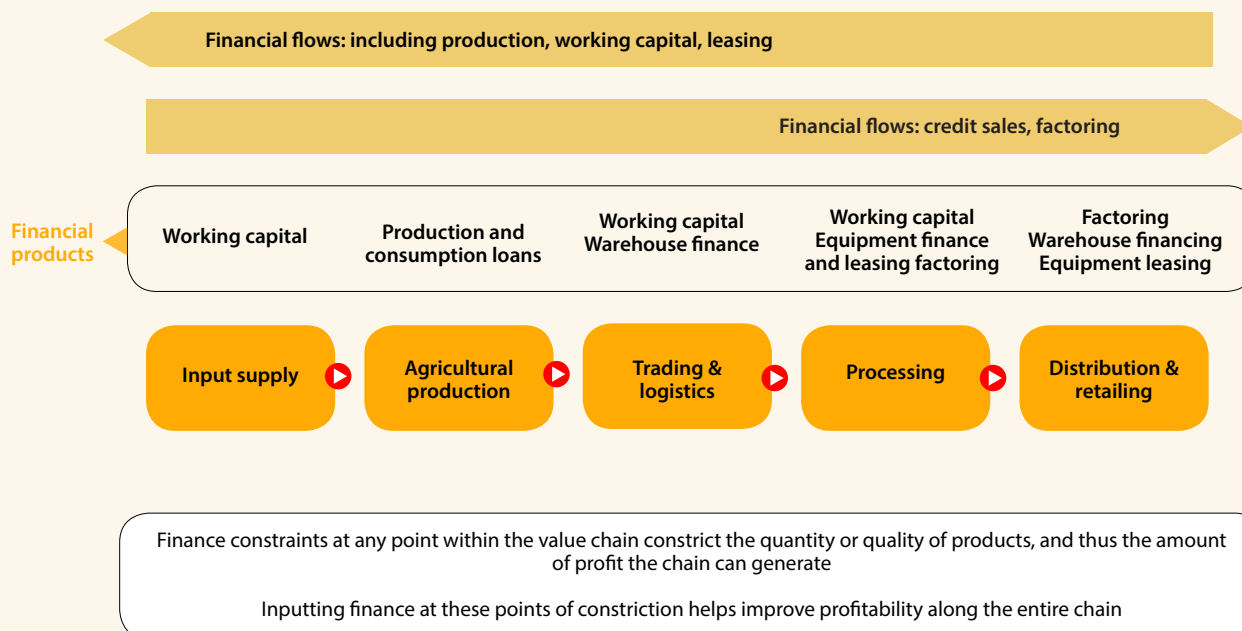 Financial flows: including production, working capital, leasing
Financial flows: credit sales, factoring
Financial
products
Working capital
Production and
consumption loans
Working capital
Warehouse finance
Working capital
Equipment finance
and leasing factoring
Factoring
Warehouse financing
Equipment leasing
Input supply
Agricultural
production
Trading &
logistics
Processing
Distribution &
retailing
Finance constraints at any point within the value chain constrict the quantity or quality of products, and thus the amount
of profit the chain can generate
Inputting finance at these points of constriction helps improve profitability along the entire chain